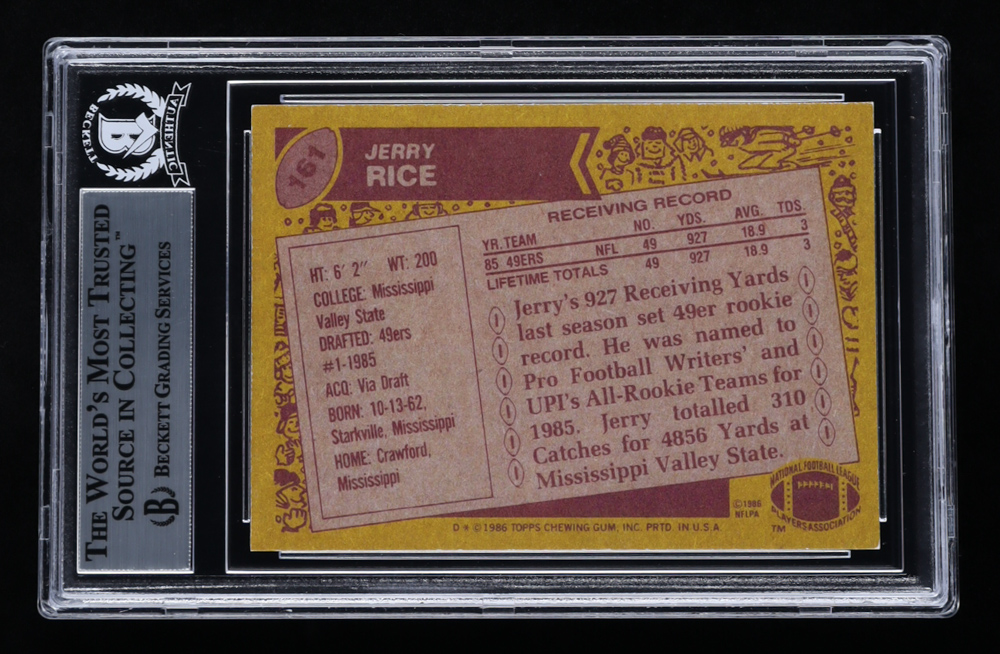 BECKETT
AUTHENTIC
B
THE WORLD'S MOST TRUSTED
SOURCE IN COLLECTING™
B BECKETT GRADING SERVICES
161
JERRY
RICE
RECEIVING RECORD
YR. TEAM NO. YDS. AVG. TDS.
85 49ERS NFL 49 927 18.9 3
LIFETIME TOTALS 49 927 18.9 3
HT: 6' 2" WT: 200
COLLEGE: Mississippi
Valley State
DRAFTED: 49ers
#1-1985
ACQ: Via Draft
BORN: 10-13-62,
Starkville, Mississippi
HOME: Crawford,
Mississippi
Jerry's 927 Receiving Yards
last season set 49er rookie
record. He was named to
Pro Football Writers' and
UPI's All-Rookie Teams for
1985. Jerry totalled 310
Catches for 4856 Yards at
Mississippi Valley State.
©1986
NFLPA
NATIONAL FOOTBALL LEAGUE
PLAYERS ASSOCIATION
TM
D* ©1986 TOPPS CHEWING GUM, INC. PRTD. IN U.S.A.